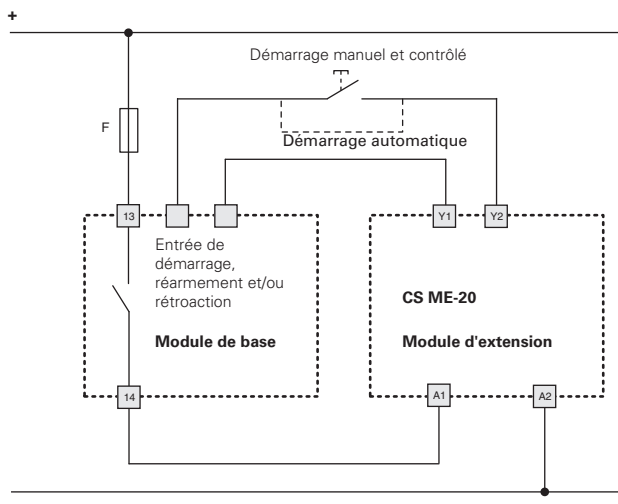 +
Démarrage manuel et contrôlé
F
Démarrage automatique
13
Y1
Y2
Entrée de
démarrage,
réarmement et/ou
rétroaction
CS ME-20
Module de base
Module d'extension
14
A1
A2